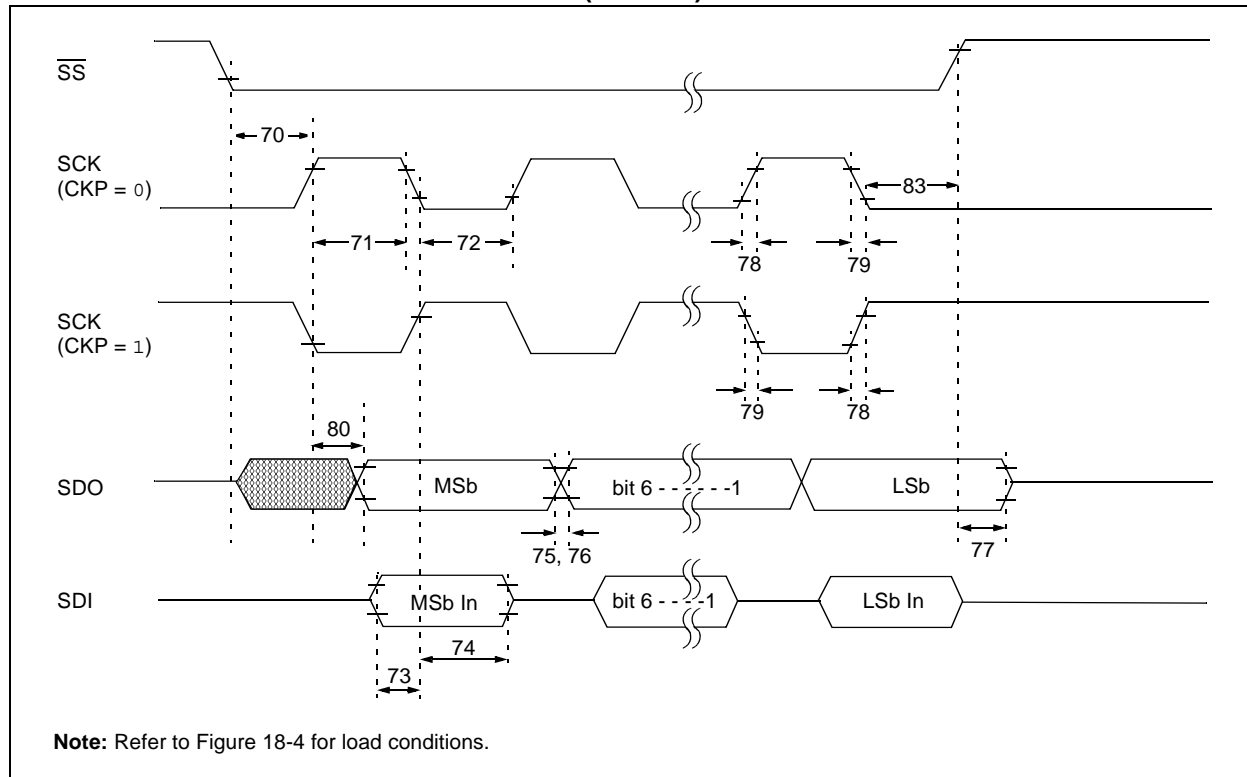 SS
70
SCK
(CKP = 0)
83
71
72
78
79
SCK
(CKP = 1)
79
78
80
SDO
MSb
bit 6 - - - - - -1
LSb
75, 76
77
SDI
MSb In
bit 6 - - - -1
LSb In
74
73
Note: Refer to Figure 18-4 for load conditions.